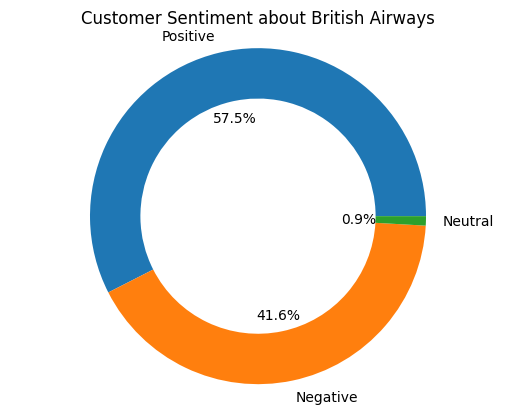 Customer Sentiment about British Airways
Positive
57.5%
0.9%
Neutral
41.6%
Negative